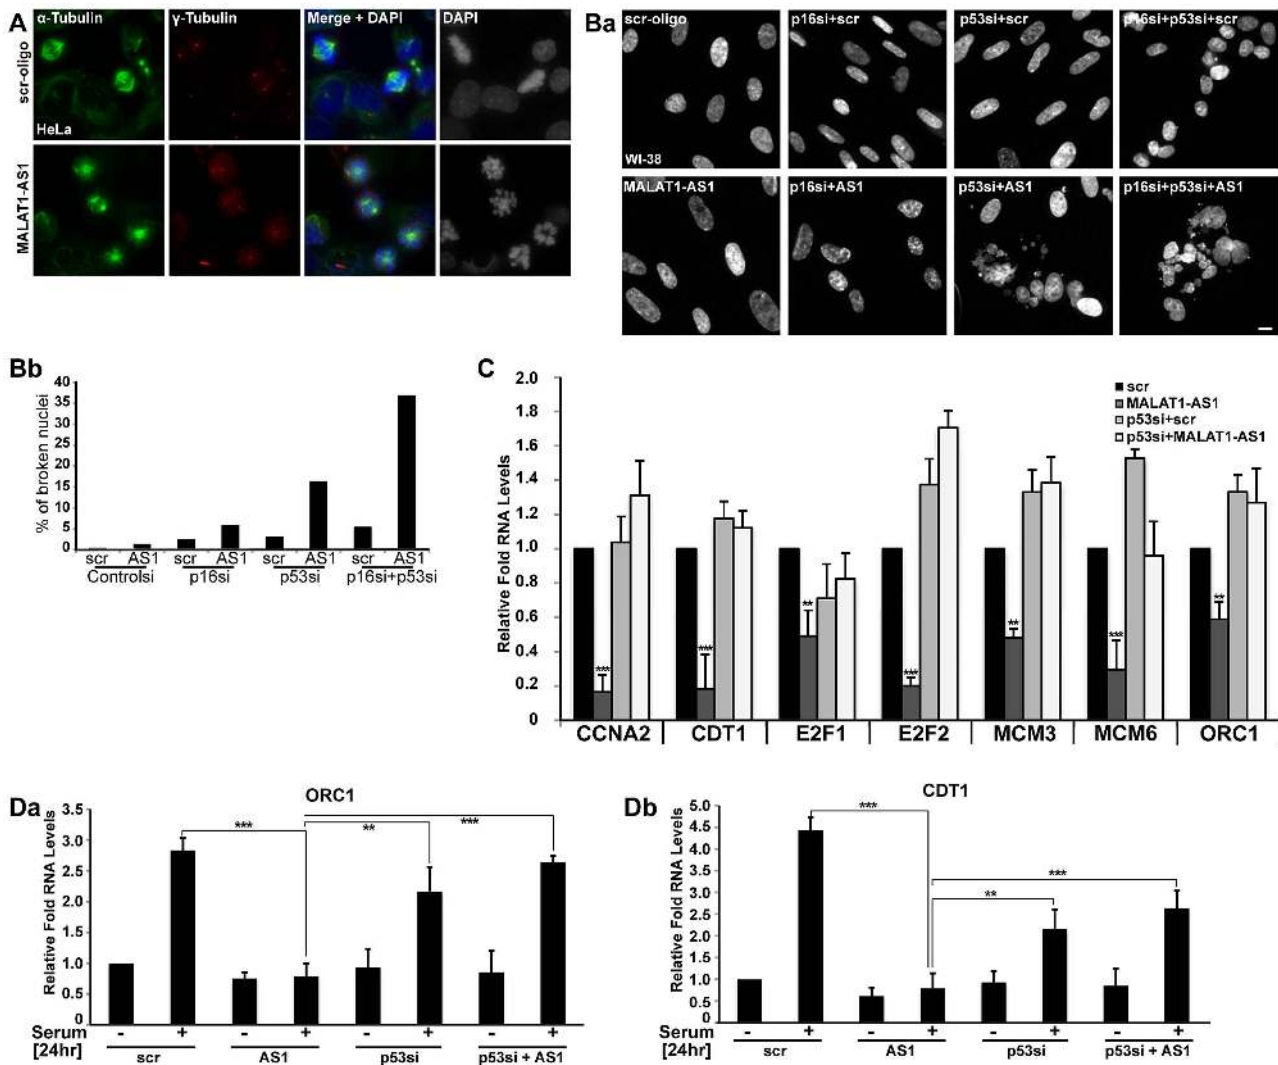 A
α-Tubulin
γ-Tubulin
Merge + DAPI
DAPI
scr-oligo
HeLa
MALAT1-AS1
Ba
scr-oligo
p16si+scr
p53si+scr
p16si+p53si+scr
WI-38
MALAT1-AS1
p16si+AS1
p53si+AS1
p16si+p53si+AS1
Bb
% of broken nuclei
40
35
30
25
20
15
10
5
0
scr AS1 scr AS1 scr AS1 scr AS1
Controlsi p16si p53si p16si+p53si
C
Relative Fold RNA Levels
2.0
1.8
1.6
1.4
1.2
1.0
0.8
0.6
0.4
0.2
0
scr
MALAT1-AS1
p53si+scr
p53si+MALAT1-AS1
*** *** ** *** ** *** **
CCNA2 CDT1 E2F1 E2F2 MCM3 MCM6 ORC1
Da
ORC1
Relative Fold RNA Levels
3.5
3.0
2.5
2.0
1.5
1.0
0.5
0
*** ** ***
Serum - + - + - + - +
[24hr] scr AS1 p53si p53si + AS1
Db
CDT1
Relative Fold RNA Levels
5.0
4.5
4.0
3.5
3.0
2.5
2.0
1.5
1.0
0.5
0
***
***
**
Serum - + - + - + - +
[24hr] scr AS1 p53si p53si + AS1